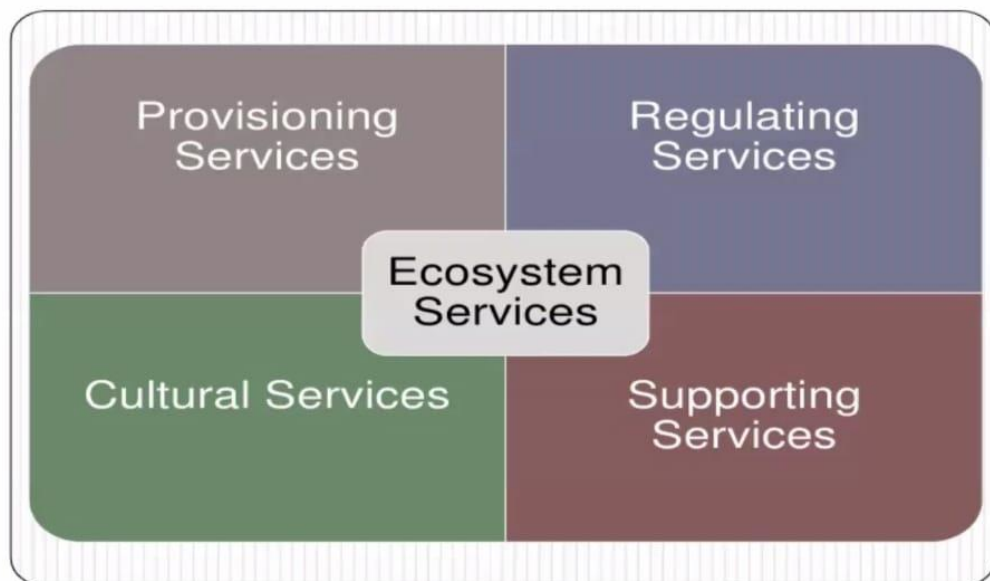 Provisioning
Services
Regulating
Services
Ecosystem
Services
Cultural Services
Supporting
Services